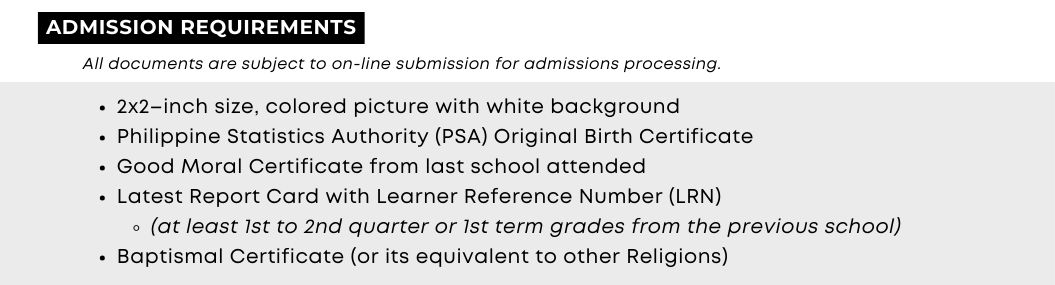 ADMISSION REQUIREMENTS
All documents are subject to on-line submission for admissions processing.
• 2x2–inch size, colored picture with white background
• Philippine Statistics Authority (PSA) Original Birth Certificate
• Good Moral Certificate from last school attended
• Latest Report Card with Learner Reference Number (LRN)
◦ (at least 1st to 2nd quarter or 1st term grades from the previous school)
• Baptismal Certificate (or its equivalent to other Religions)